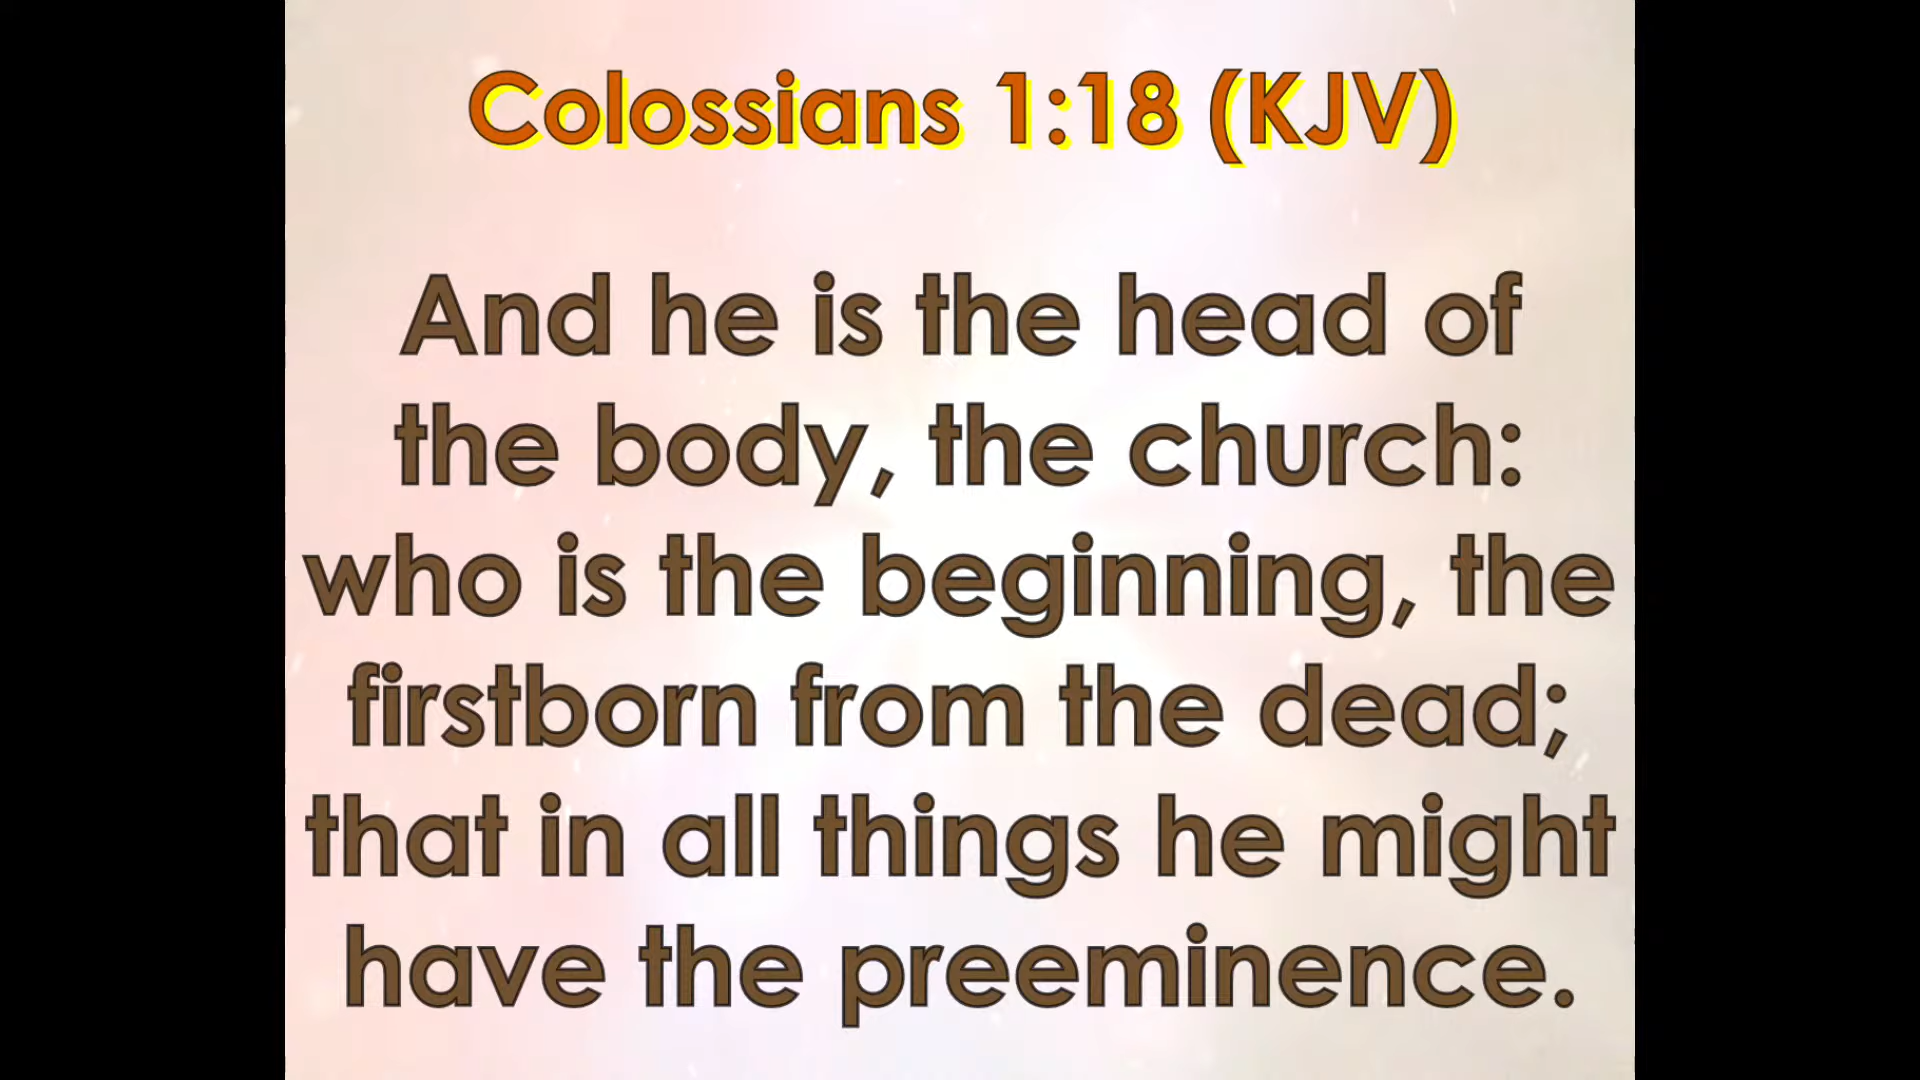 Colossians 1:18 (KJV)
And he is the head of
the body, the church:
who is the beginning, the
firstborn from the dead;
that in all things he might
have the preeminence.